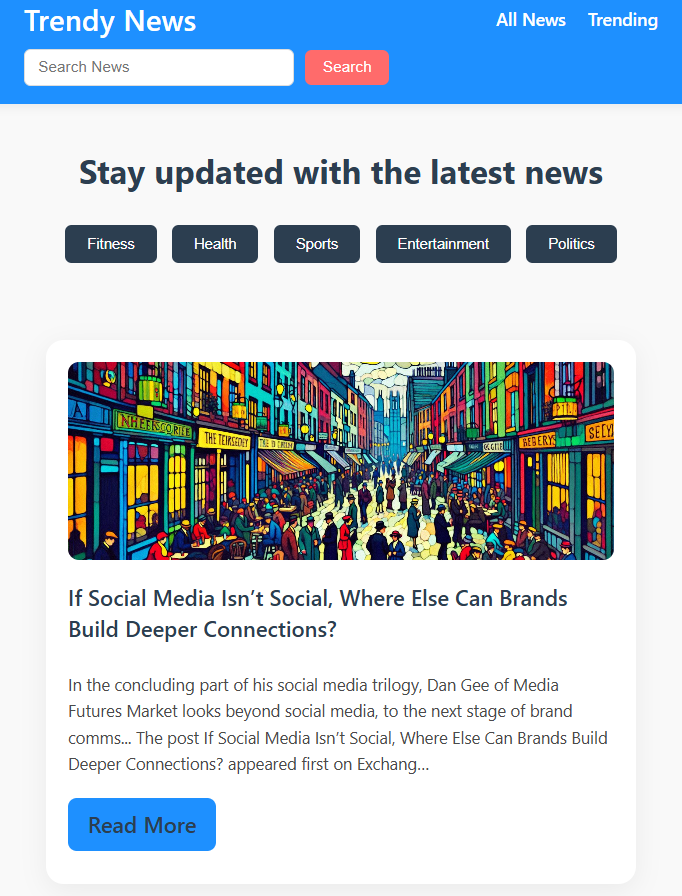 Trendy News
All News
Trending
Search News
Search
Stay updated with the latest news
Fitness
Health
Sports
Entertainment
Politics
If Social Media Isn’t Social, Where Else Can Brands
Build Deeper Connections?
In the concluding part of his social media trilogy, Dan Gee of Media
Futures Market looks beyond social media, to the next stage of brand
comms... The post If Social Media Isn’t Social, Where Else Can Brands Build
Deeper Connections? appeared first on Exchang...
Read More